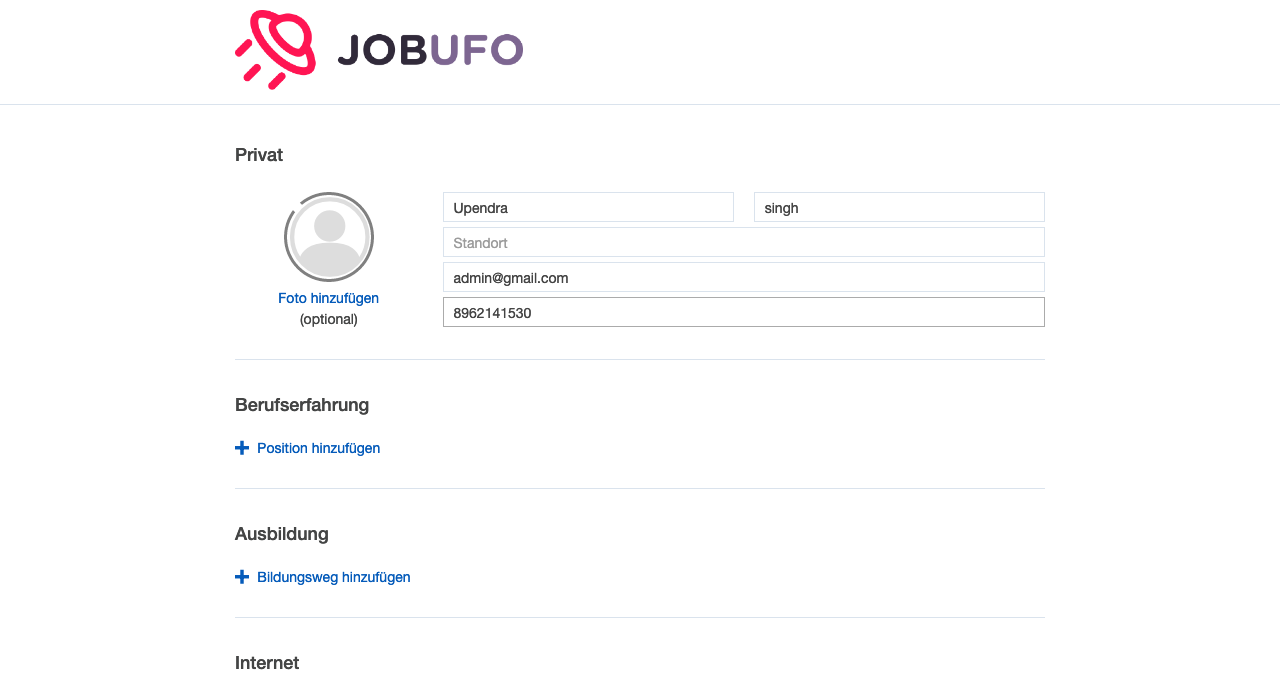 JOBUFO
Privat
Upendra singh
Standort
admin@gmail.com
8962141530
Foto hinzufügen
(optional)
Berufserfahrung
Position hinzufügen
Ausbildung
Bildungsweg hinzufügen
Internet